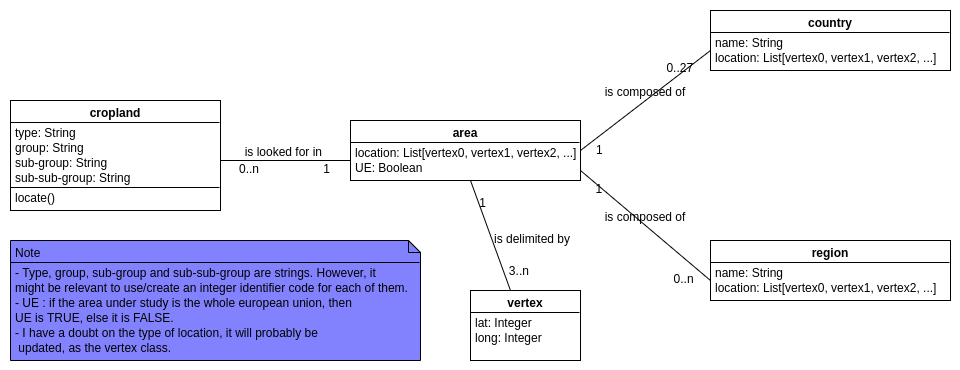 country
name: String
location: List[vertex0, vertex1, vertex2, ...]
0..27
is composed of
1
cropland
type: String
group: String
sub-group: String
sub-sub-group: String
locate()
is looked for in
0..n
1
area
location: List[vertex0, vertex1, vertex2, ...]
UE: Boolean
1
is composed of
0..n
1
is delimited by
3..n
region
name: String
location: List[vertex0, vertex1, vertex2, ...]
vertex
lat: Integer
long: Integer
Note
- Type, group, sub-group and sub-sub-group are strings. However, it
might be relevant to use/create an integer identifier code for each of them.
- UE : if the area under study is the whole european union, then
UE is TRUE, else it is FALSE.
- I have a doubt on the type of location, it will probably be
updated, as the vertex class.